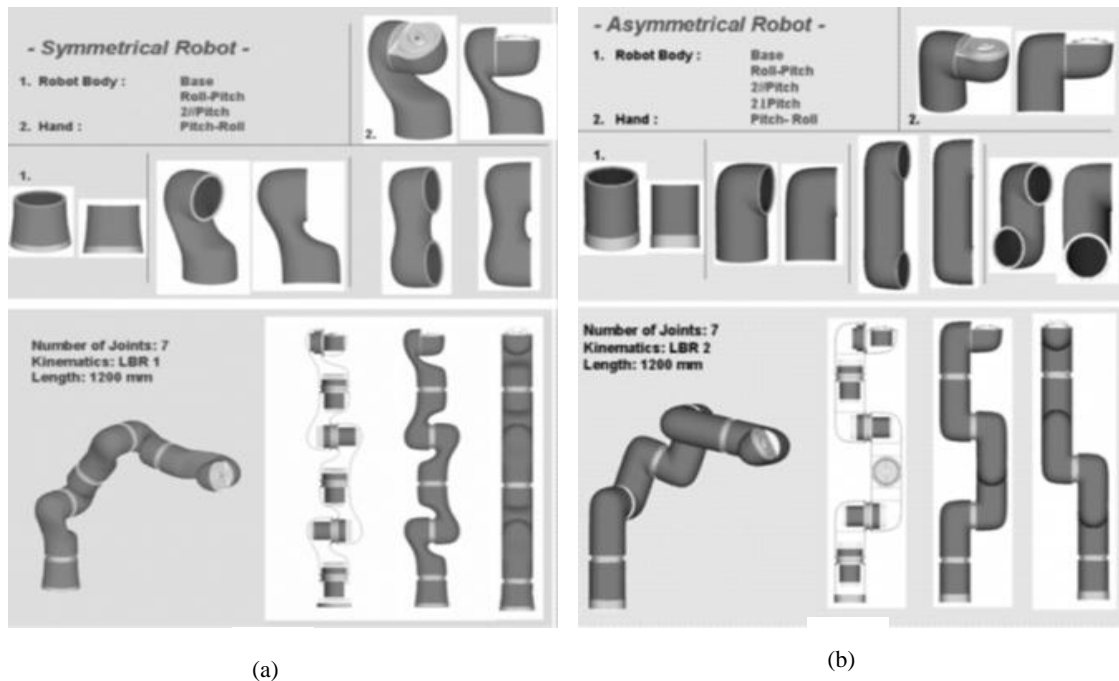 - Symmetrical Robot -
1. Robot Body : Base
Roll-Pitch
2//Pitch
2. Hand : Pitch-Roll
2.
1.
Number of Joints: 7
Kinematics: LBR 1
Length: 1200 mm
(a)
- Asymmetrical Robot -
1. Robot Body : Base
Roll-Pitch
2//Pitch
2⊥Pitch
2. Hand : Pitch- Roll
2.
1.
Number of Joints: 7
Kinematics: LBR 2
Length: 1200 mm
(b)